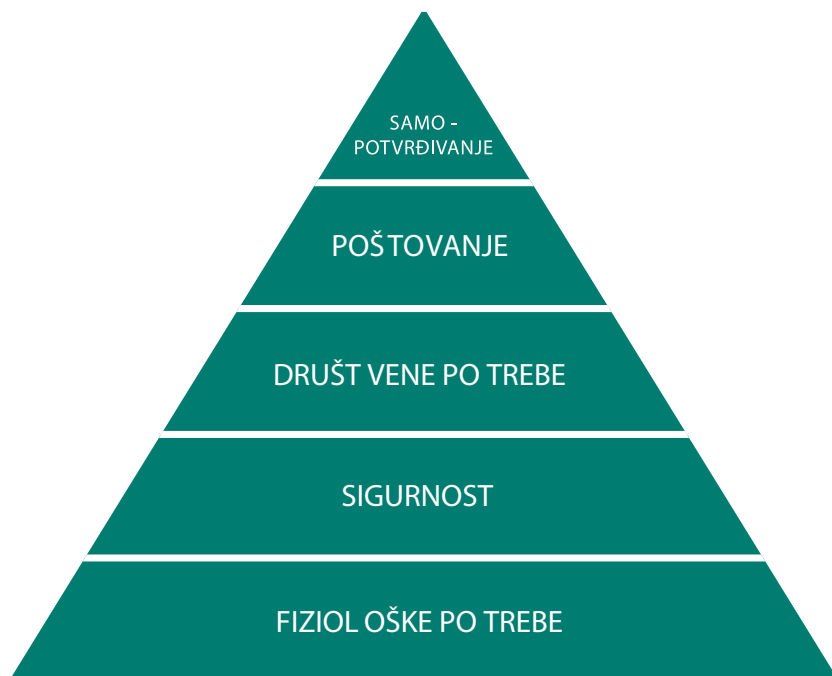 SAMO -
POTVRĐIVANJE
POŠTOVANJE
DRUŠT VENE PO TREBE
SIGURNOST
FIZIOL OŠKE PO TREBE